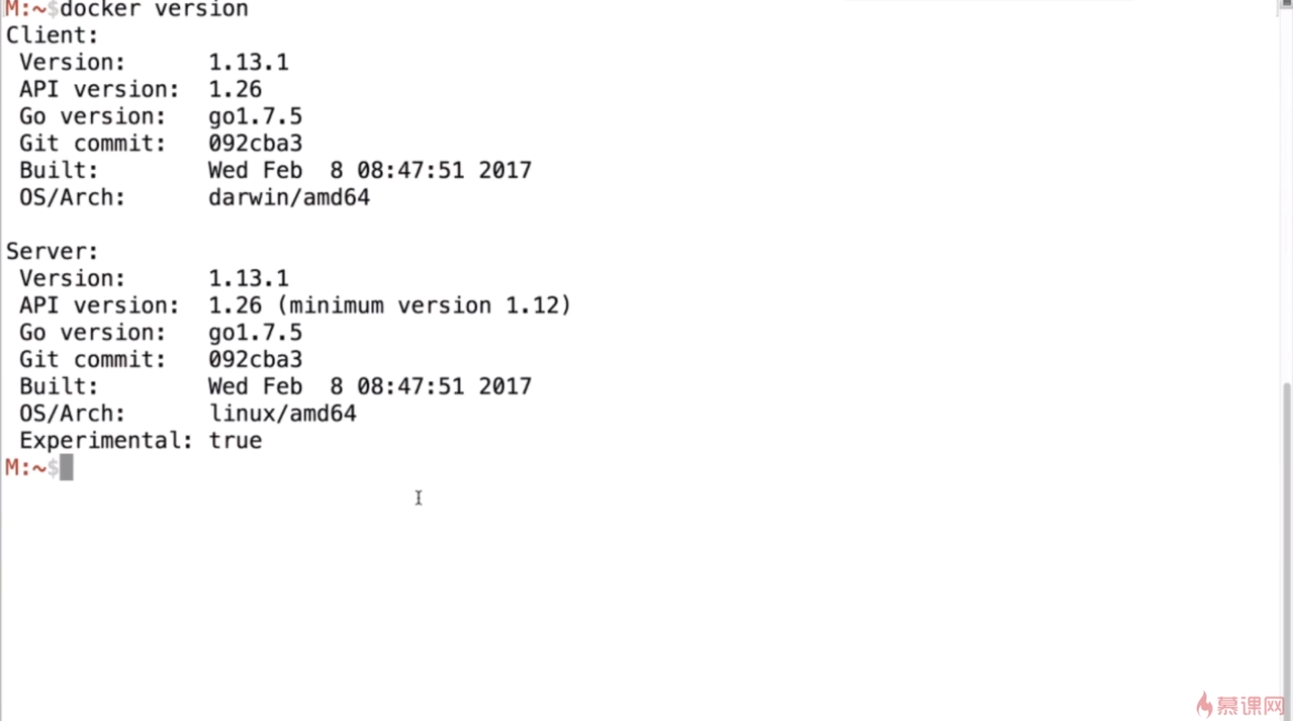 M:~$docker version
Client:
 Version:      1.13.1
 API version:  1.26
 Go version:   go1.7.5
 Git commit:   092cba3
 Built:        Wed Feb  8 08:47:51 2017
 OS/Arch:      darwin/amd64

Server:
 Version:      1.13.1
 API version:  1.26 (minimum version 1.12)
 Go version:   go1.7.5
 Git commit:   092cba3
 Built:        Wed Feb  8 08:47:51 2017
 OS/Arch:      linux/amd64
 Experimental: true
M:~$
慕课网